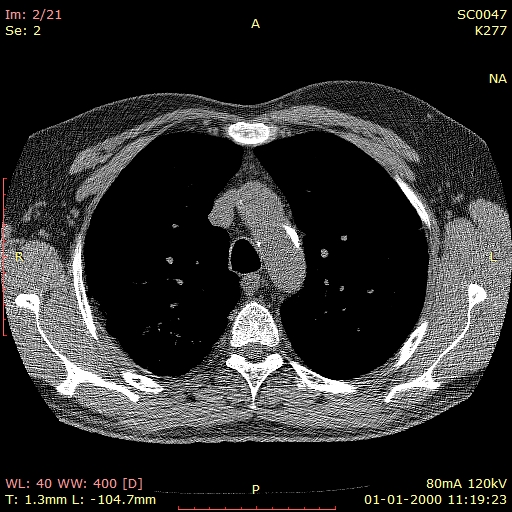 Im: 2/21
Se: 2
A
SC0047
K277
NA
R
L
WL: 40 WW: 400 [D]
T: 1.3mm L: -104.7mm
P
80mA 120kV
01-01-2000 11:19:23